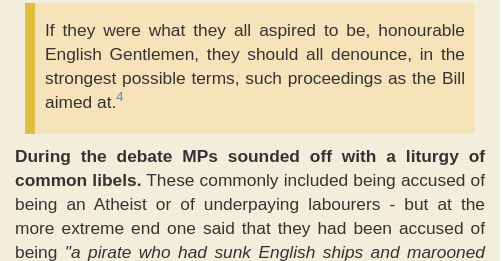 If they were what they all aspired to be, honourable
English Gentlemen, they should all denounce, in the
strongest possible terms, such proceedings as the Bill
aimed at.4
During the debate MPs sounded off with a liturgy of
common libels. These commonly included being accused of
being an Atheist or of underpaying labourers - but at the
more extreme end one said that they had been accused of
being "a pirate who had sunk English ships and marooned